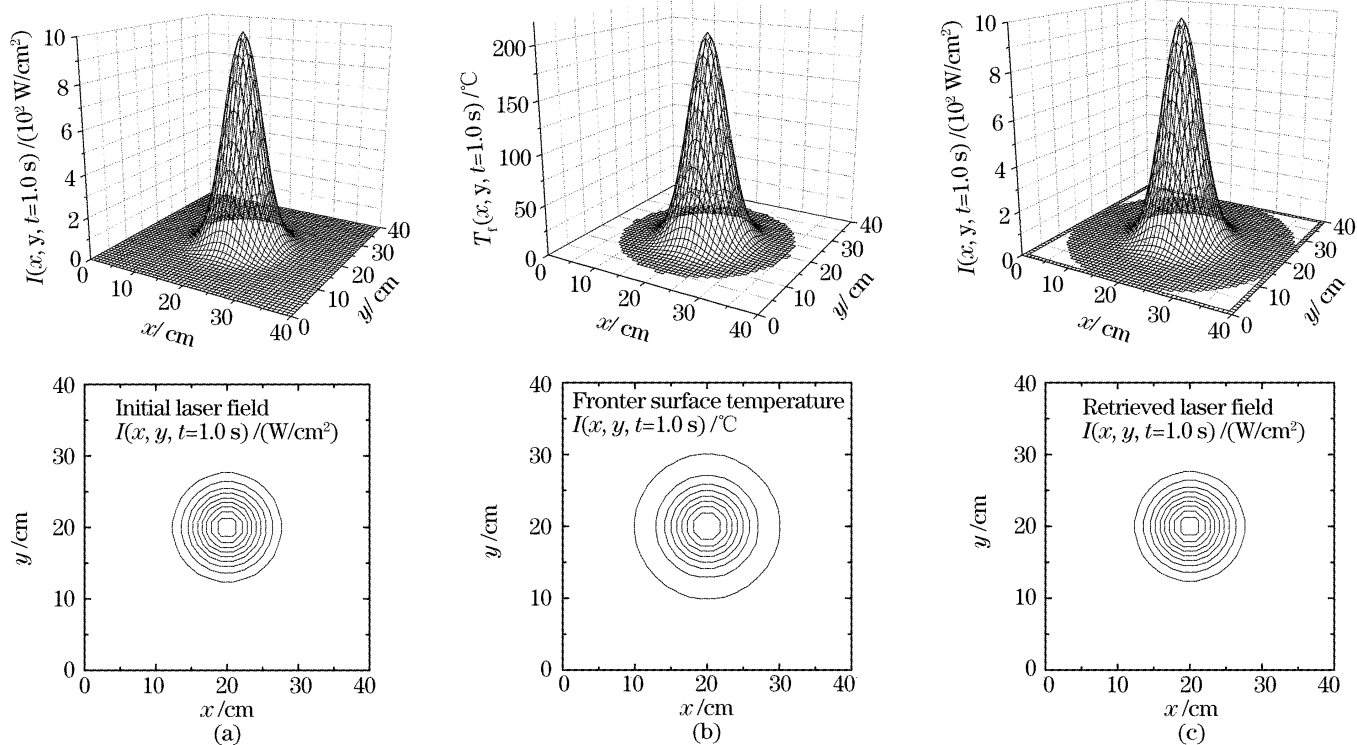 10
8
6
4
2
0
I(x, y, t=1.0 s) /(10² W/cm²)
0
10
20
30
40
x/ cm
0
10
20
30
40
y/ cm
200
150
100
50
0
T_f(x, y, t=1.0 s) /℃
0
10
20
30
40
x/ cm
0
10
20
30
40
y/ cm
10
8
6
4
2
0
I(x, y, t=1.0 s) /(10² W/cm²)
0
10
20
30
40
x/ cm
0
10
20
30
40
y/ cm
40
30
20
10
0
y /cm
Initial laser field
I(x, y, t=1.0 s) /(W/cm²)
0 10 20 30 40
x /cm
(a)
40
30
20
10
0
y /cm
Fronter surface temperature
I(x, y, t=1.0 s) /℃
0 10 20 30 40
x /cm
(b)
40
30
20
10
0
y /cm
Retrieved laser field
I(x, y, t=1.0 s) /(W/cm²)
0 10 20 30 40
x /cm
(c)